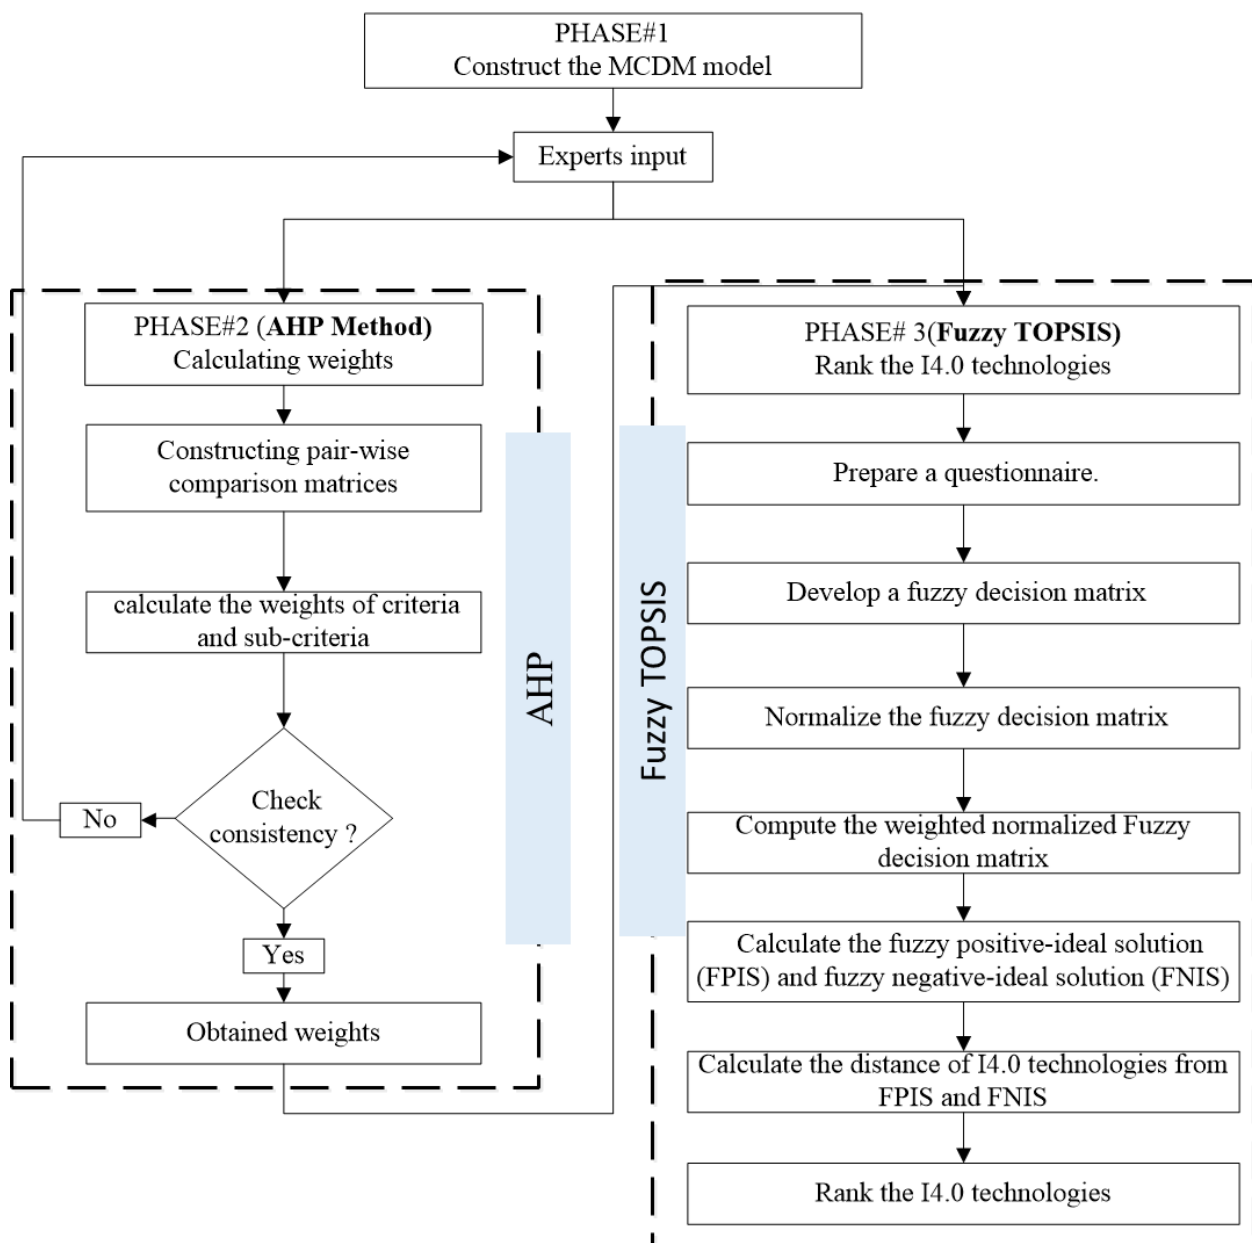 PHASE#1
Construct the MCDM model
Experts input
PHASE#2 (AHP Method)
Calculating weights
Constructing pair-wise
comparison matrices
calculate the weights of criteria
and sub-criteria
Check
consistency ?
No
Yes
Obtained weights
AHP
Fuzzy TOPSIS
PHASE# 3(Fuzzy TOPSIS)
Rank the I4.0 technologies
Prepare a questionnaire.
Develop a fuzzy decision matrix
Normalize the fuzzy decision matrix
Compute the weighted normalized Fuzzy
decision matrix
Calculate the fuzzy positive-ideal solution
(FPIS) and fuzzy negative-ideal solution (FNIS)
Calculate the distance of I4.0 technologies from
FPIS and FNIS
Rank the I4.0 technologies